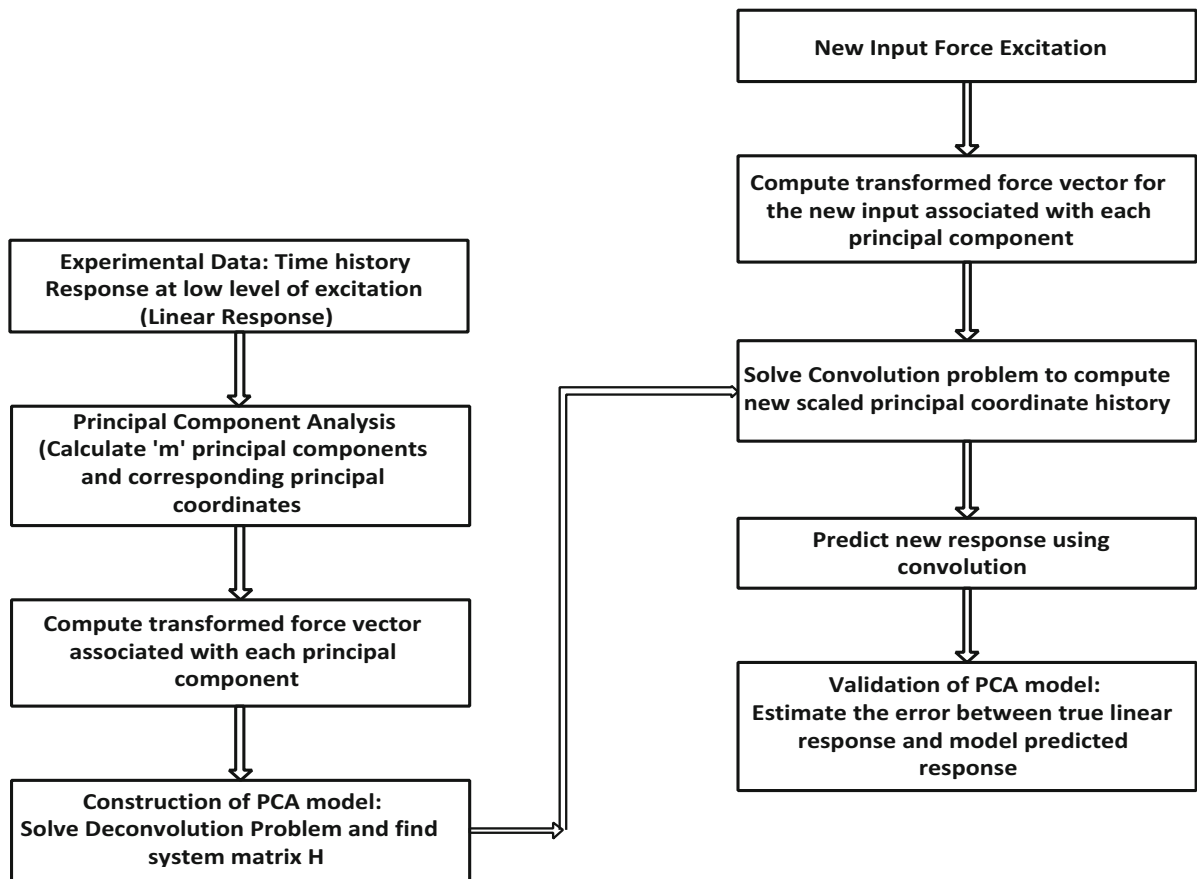 Experimental Data: Time history
Response at low level of excitation
(Linear Response)
Principal Component Analysis
(Calculate 'm' principal components
and corresponding principal
coordinates
Compute transformed force vector
associated with each principal
component
Construction of PCA model:
Solve Deconvolution Problem and find
system matrix H
New Input Force Excitation
Compute transformed force vector for
the new input associated with each
principal component
Solve Convolution problem to compute
new scaled principal coordinate history
Predict new response using
convolution
Validation of PCA model:
Estimate the error between true linear
response and model predicted
response